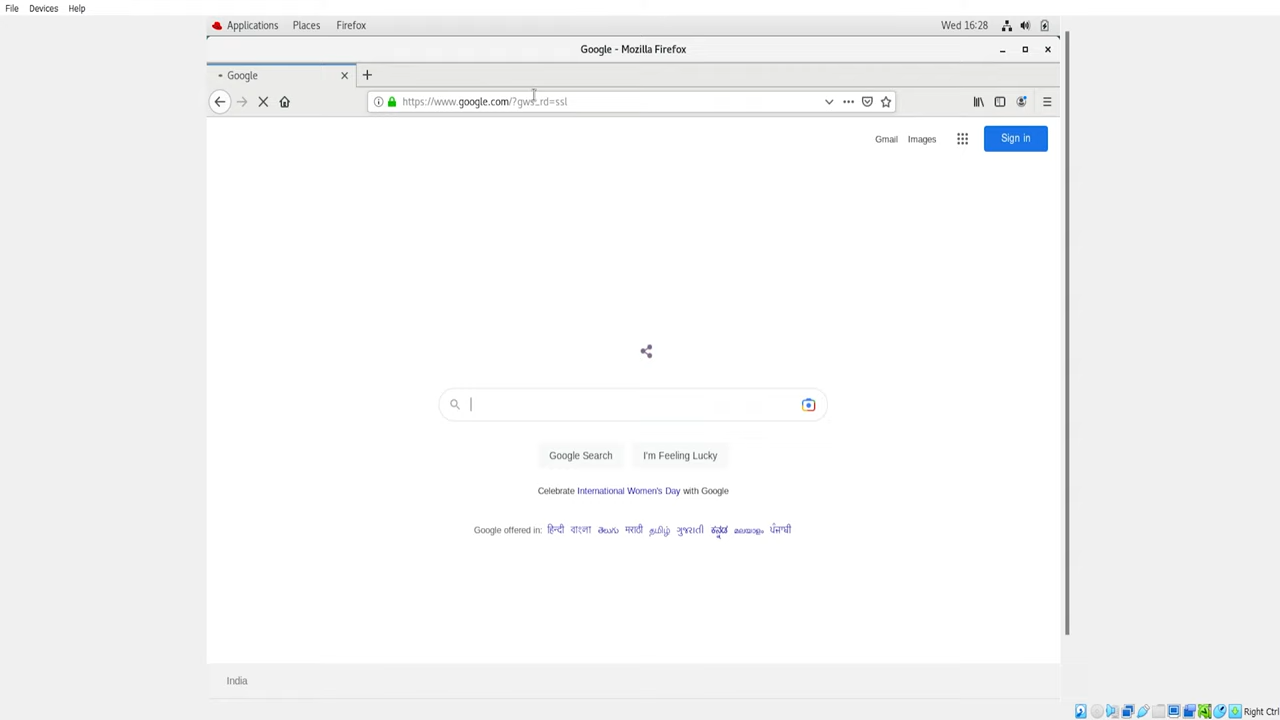 File Devices Help
Applications Places Firefox Wed 16:28
Google - Mozilla Firefox
Google
https://www.google.com/?gws_rd=ssl
Gmail Images Sign in
Google Search I'm Feeling Lucky
Celebrate International Women's Day with Google
Google offered in: हिन्दी বাংলা తెలుగు मराठी தமிழ் ગુજરાતી ಕನ್ನಡ മലയാളം ਪੰਜਾਬੀ
India
Right Ctrl